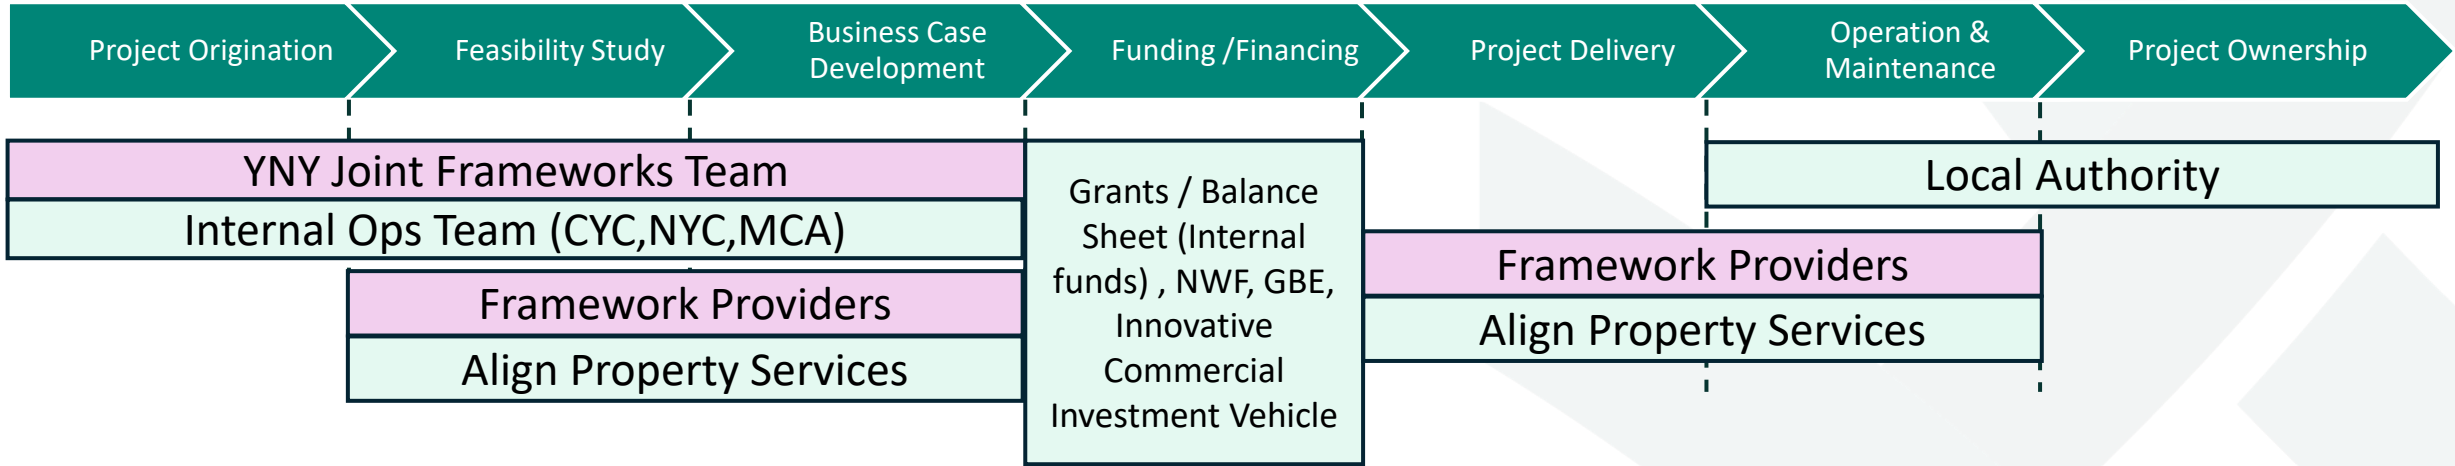 Project Origination
Feasibility Study
Business Case
Development
Funding /Financing
Project Delivery
Operation &
Maintenance
Project Ownership
YNY Joint Frameworks Team
Internal Ops Team (CYC,NYC,MCA)
Framework Providers
Align Property Services
Grants / Balance
Sheet (Internal
funds) , NWF, GBE,
Innovative
Commercial
Investment Vehicle
Local Authority
Framework Providers
Align Property Services